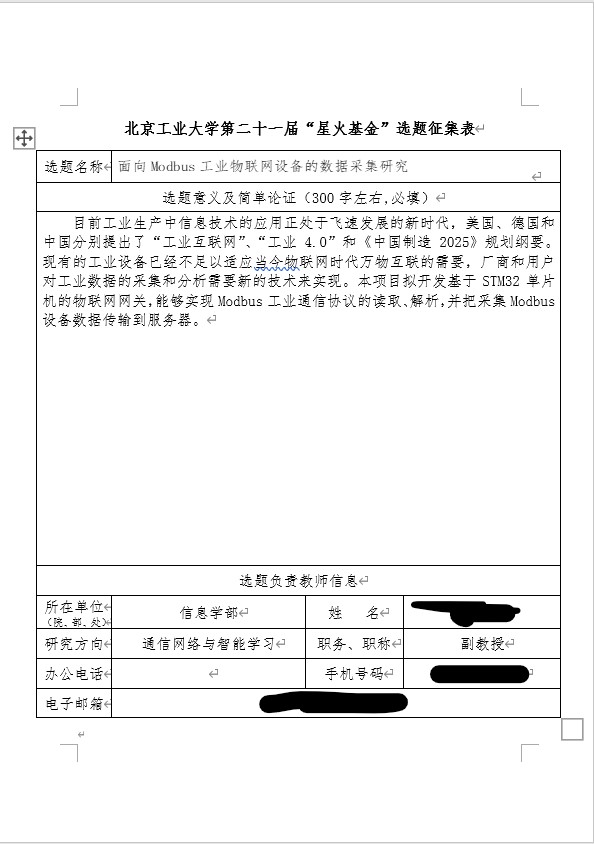 北京工业大学第二十一届“星火基金”选题征集表
选题名称 面向Modbus工业物联网设备的数据采集研究
选题意义及简单论证（300字左右,必填）
目前工业生产中信息技术的应用正处于飞速发展的新时代，美国、德国和
中国分别提出了“工业互联网”、“工业 4.0”和《中国制造 2025》规划纲要。
现有的工业设备已经不足以适应当今物联网时代万物互联的需要，厂商和用户
对工业数据的采集和分析需要新的技术来实现。本项目拟开发基于 STM32 单片
机的物联网网关,能够实现Modbus工业通信协议的读取、解析,并把采集Modbus
设备数据传输到服务器。
选题负责教师信息
所在单位 信息学部 姓 名
（院、部、处）
研究方向 通信网络与智能学习 职务、职称 副教授
办公电话 手机号码
电子邮箱